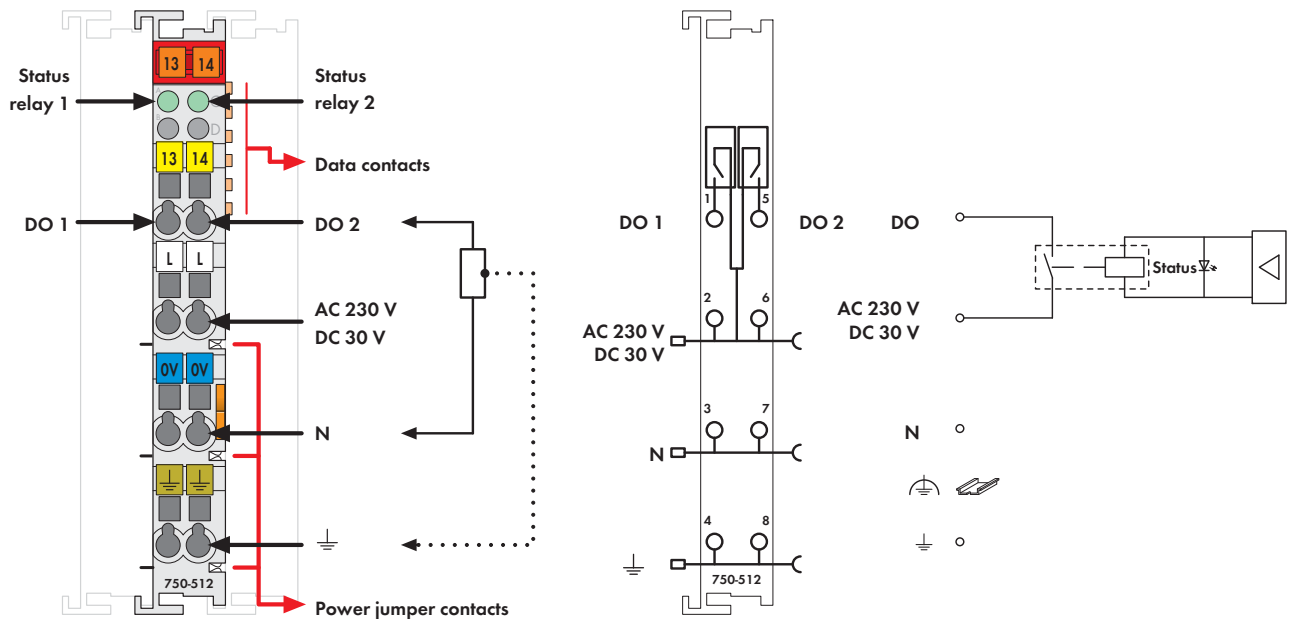 13 14
Status
relay 1
Status
relay 2
A
C
B
D
13 14
Data contacts
DO 1
DO 2
L L
AC 230 V
DC 30 V
0V 0V
N
750-512
Power jumper contacts
1 5
DO 1
DO 2
2 6
AC 230 V
DC 30 V
3 7
N
4 8
750-512
DO
Status
AC 230 V
DC 30 V
N